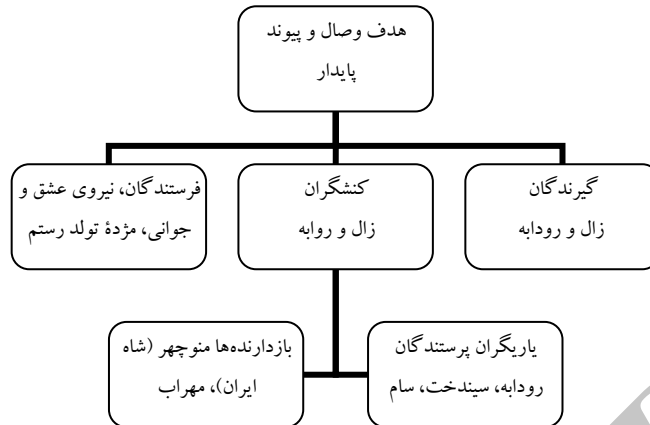 هدف وصال و پیوند
پایدار
گیرندگان
زال و رودابه
کنشگران
زال و روابه
فرستندگان، نیروی عشق و
جوانی، مژدهٔ تولد رستم
یاریگران پرستندگان
رودابه، سیندخت، سام
بازدارنده‌ها منوچهر (شاه
ایران)، مهراب